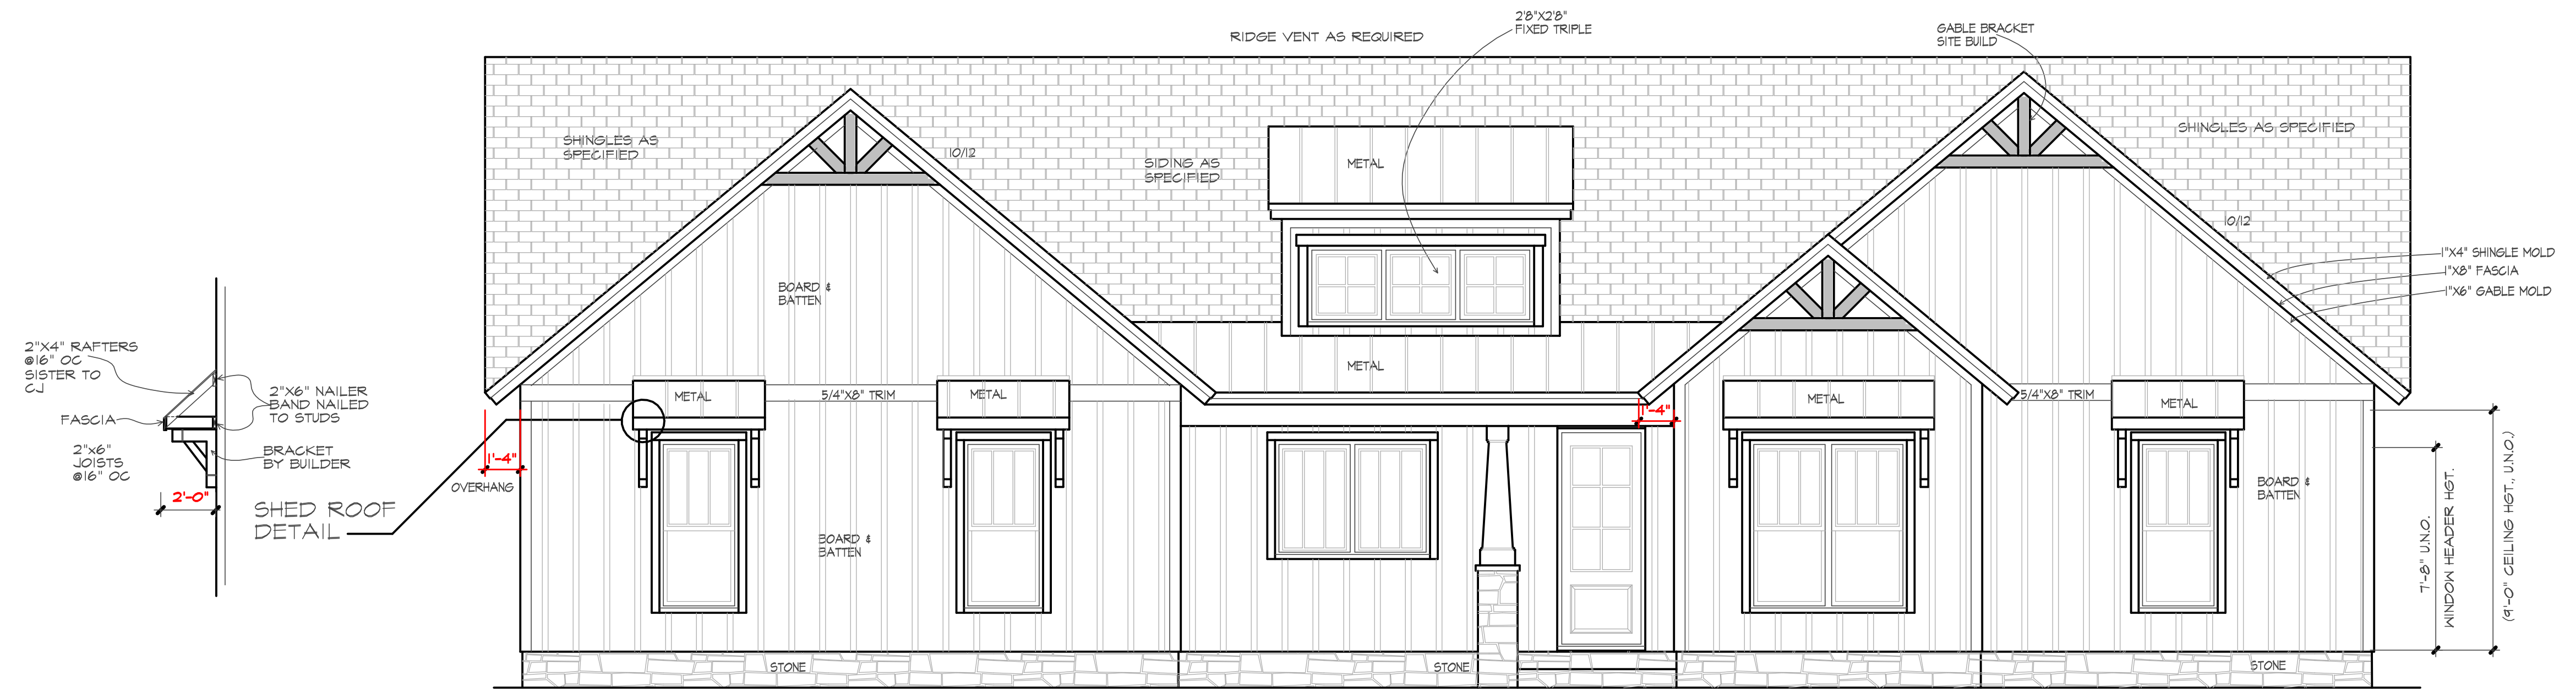 RIDGE VENT AS REQUIRED
2'8"X2'8"
FIXED TRIPLE
GABLE BRACKET
SITE BUILD
SHINGLES AS
SPECIFIED
10/12
SIDING AS
SPECIFIED
METAL
SHINGLES AS SPECIFIED
10/12
1"X4" SHINGLE MOLD
1"X8" FASCIA
1"X6" GABLE MOLD
BOARD &
BATTEN
METAL
2"X4" RAFTERS
@16" OC
SISTER TO
CJ
2"X6" NAILER
BAND NAILED
TO STUDS
FASCIA
2"x6"
JOISTS
@16" OC
BRACKET
BY BUILDER
2'-0"
SHED ROOF
DETAIL
1'-4"
OVERHANG
METAL
5/4"X8" TRIM
METAL
1'-4"
METAL
5/4"X8" TRIM
METAL
BOARD &
BATTEN
BOARD &
BATTEN
7'-8" U.N.O.
WINDOW HEADER HGT.
(9'-0" CEILING HGT., U.N.O.)
STONE
STONE
STONE